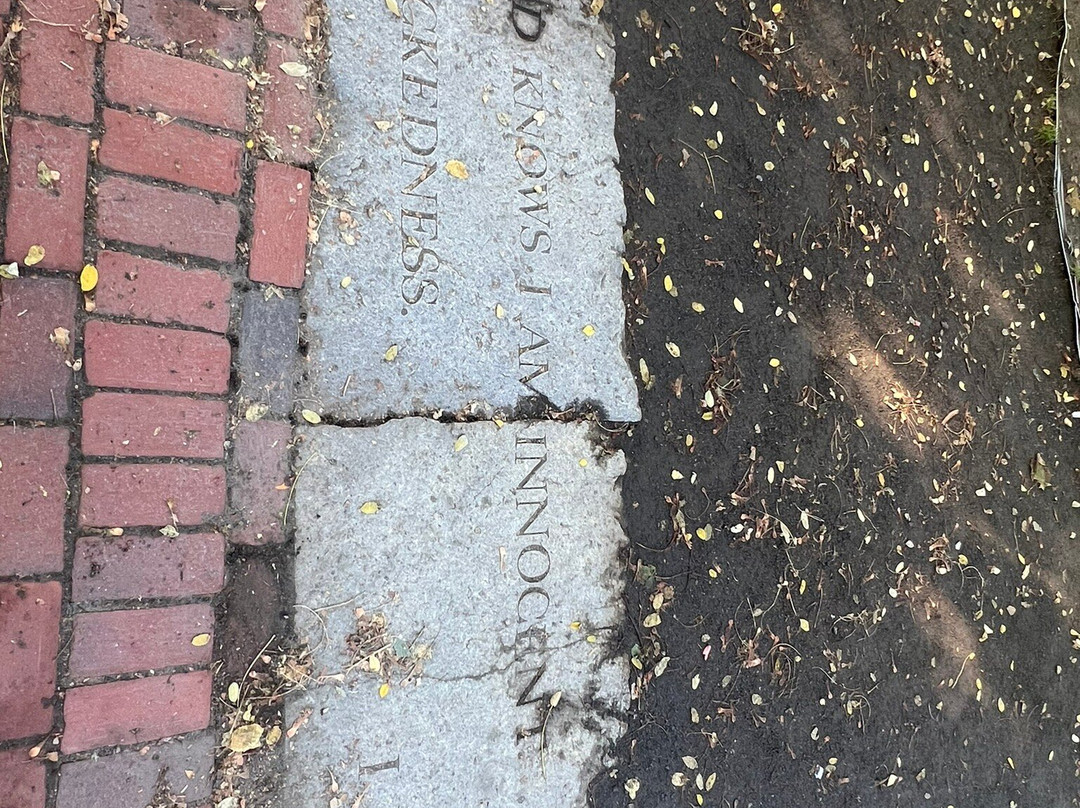 D KNOWS I AM INNOCENT
CKEDNESS. I